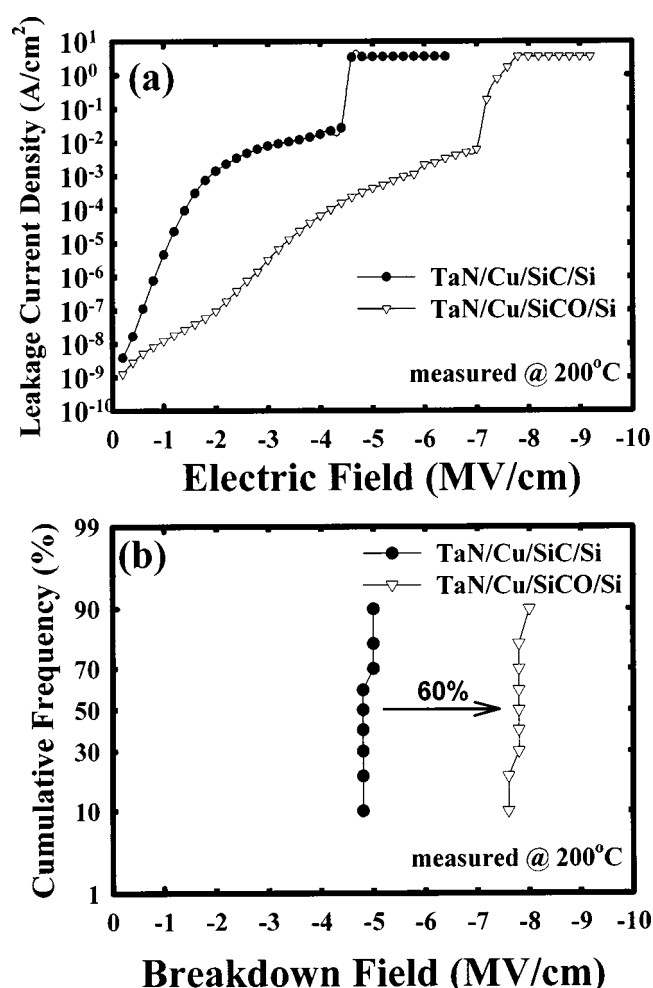 (a)
Leakage Current Density (A/cm²)
10¹
10⁰
10⁻¹
10⁻²
10⁻³
10⁻⁴
10⁻⁵
10⁻⁶
10⁻⁷
10⁻⁸
10⁻⁹
10⁻¹⁰
TaN/Cu/SiC/Si
TaN/Cu/SiCO/Si
measured @ 200°C
0 -1 -2 -3 -4 -5 -6 -7 -8 -9 -10
Electric Field (MV/cm)
(b)
Cumulative Frequency (%)
99
90
70
50
30
10
1
TaN/Cu/SiC/Si
TaN/Cu/SiCO/Si
60%
measured @ 200°C
0 -1 -2 -3 -4 -5 -6 -7 -8 -9 -10
Breakdown Field (MV/cm)